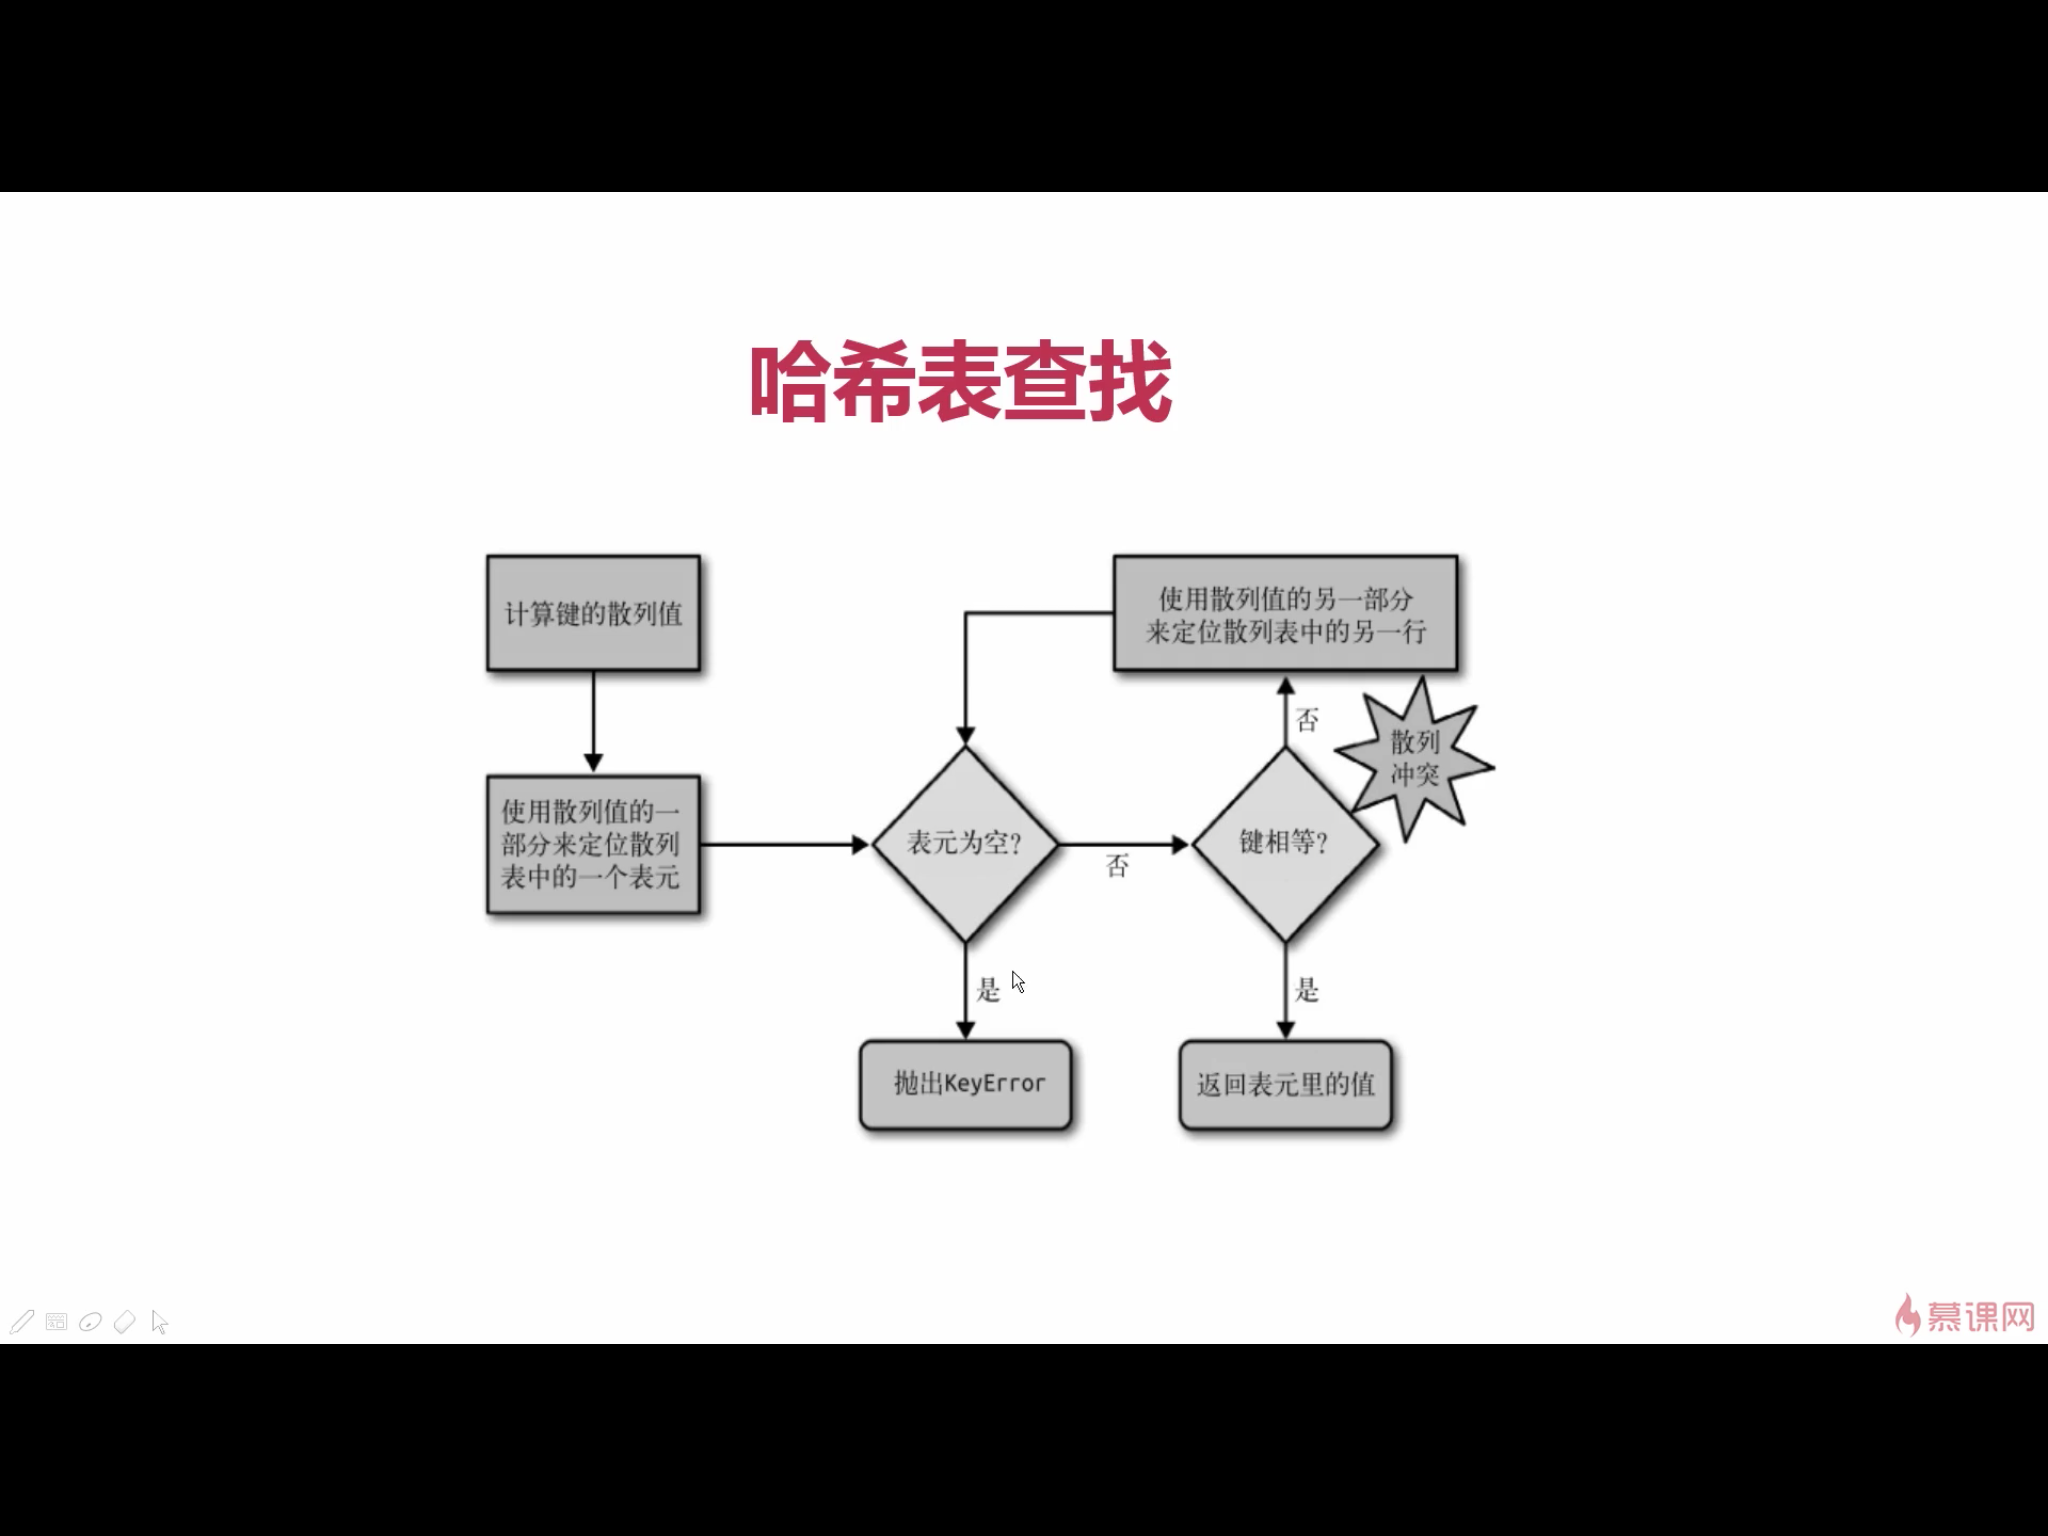 哈希表查找
计算键的散列值
使用散列值的另一部分
来定位散列表中的另一行
否
散列
冲突
使用散列值的一
部分来定位散列
表中的一个表元
表元为空?
否
键相等?
是
是
抛出KeyError
返回表元里的值
慕课网